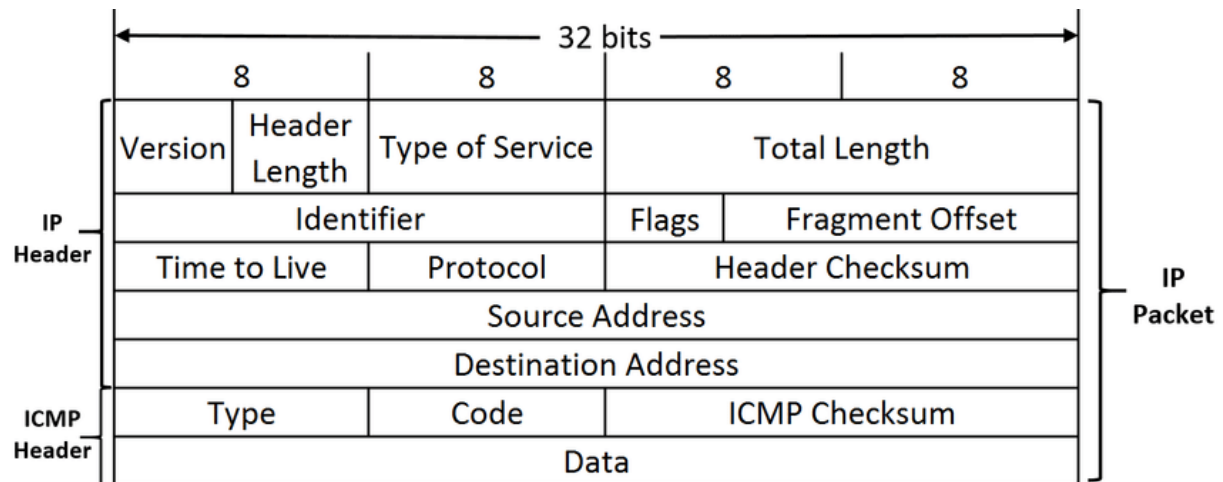 32 bits
8 8 8 8
Version Header Length Type of Service Total Length
IP Header
Identifier Flags Fragment Offset
Time to Live Protocol Header Checksum
IP Packet
Source Address
Destination Address
ICMP Header
Type Code ICMP Checksum
Data